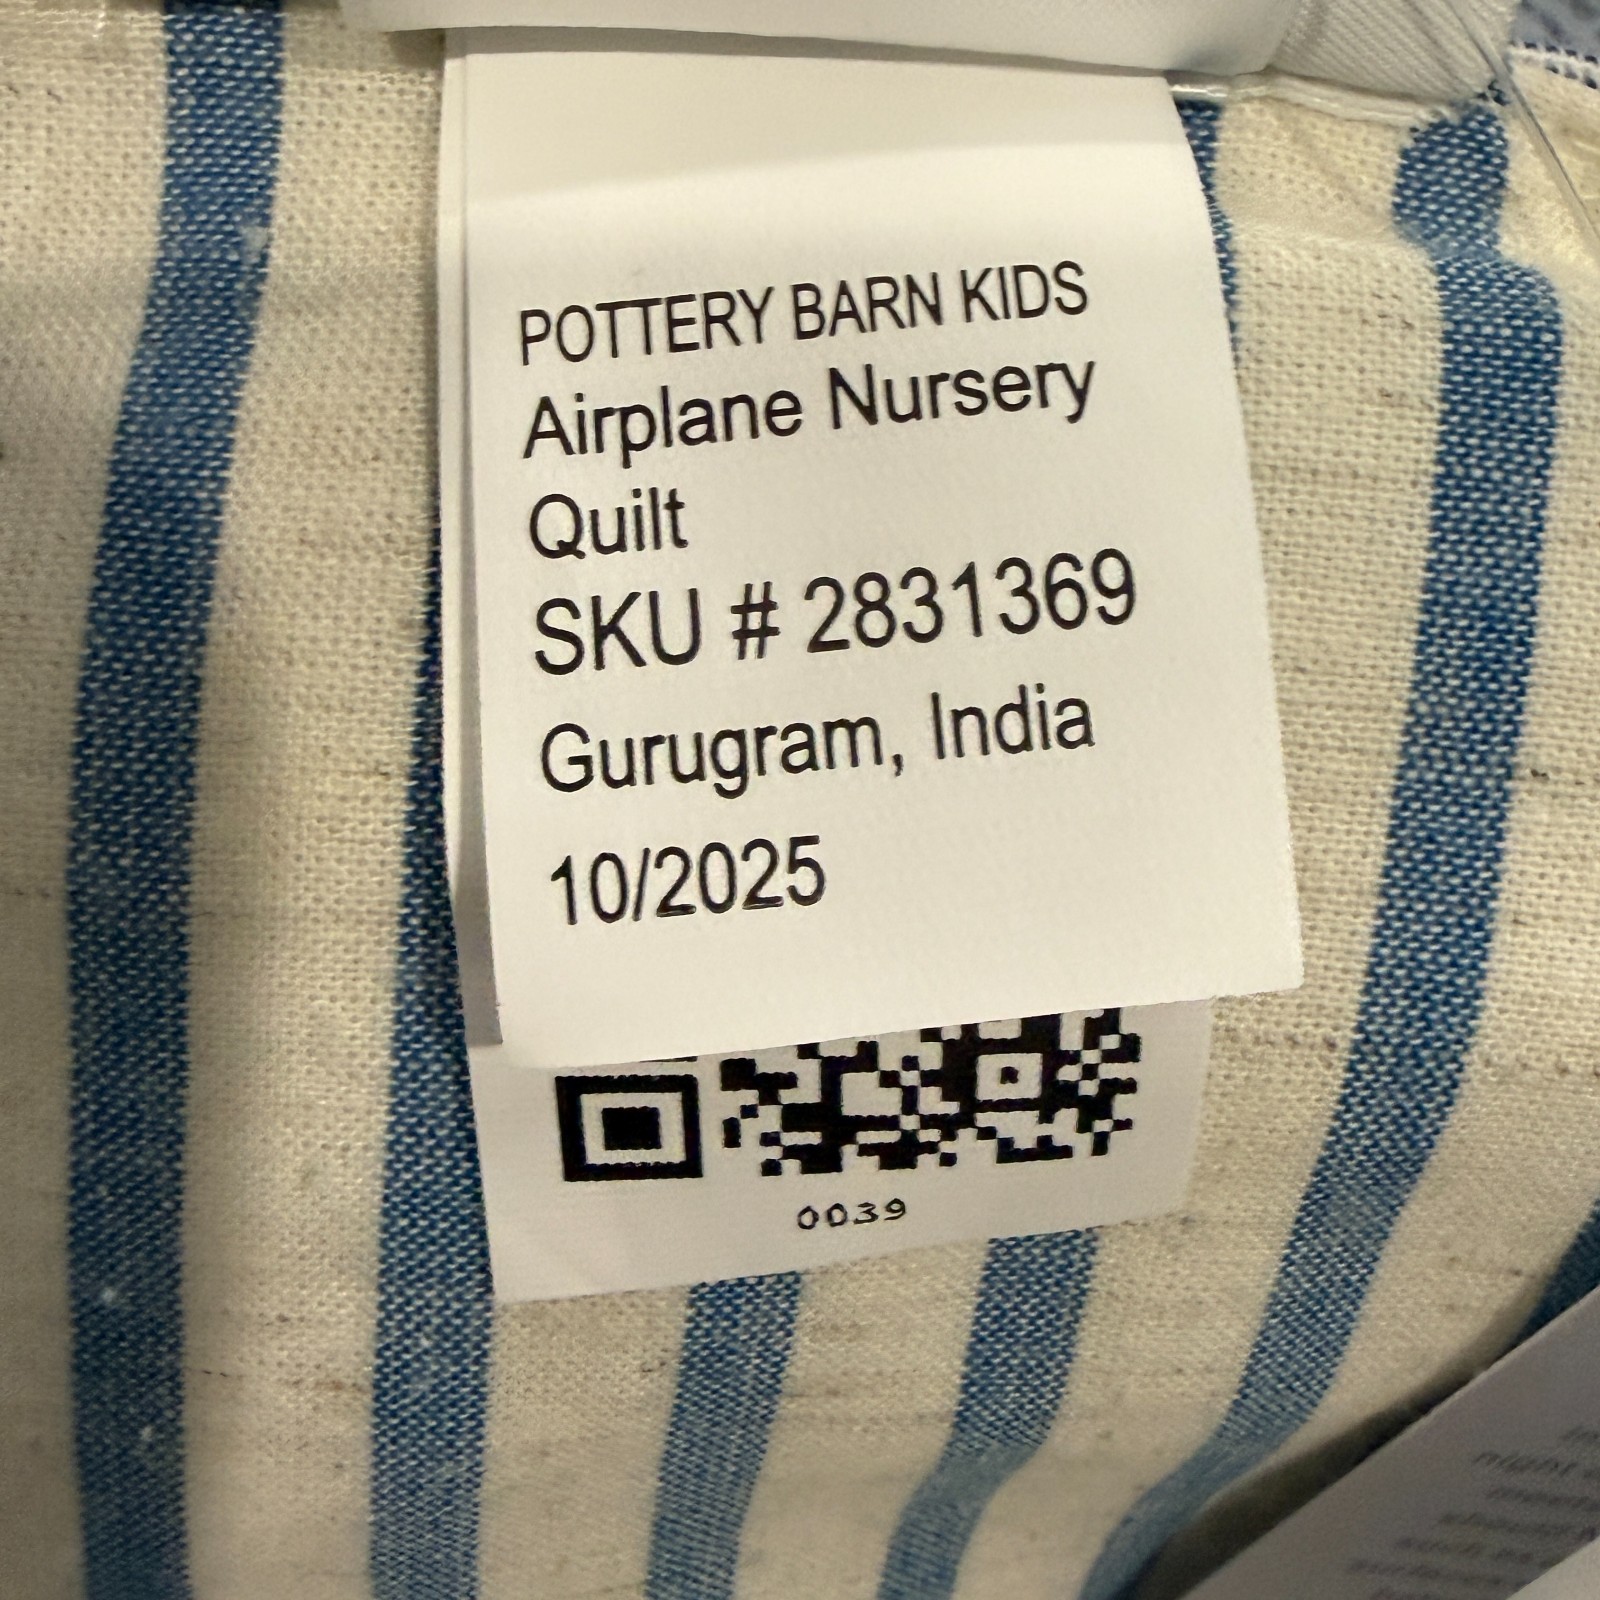 POTTERY BARN KIDS
Airplane Nursery
Quilt
SKU # 2831369
Gurugram, India
10/2025
0039